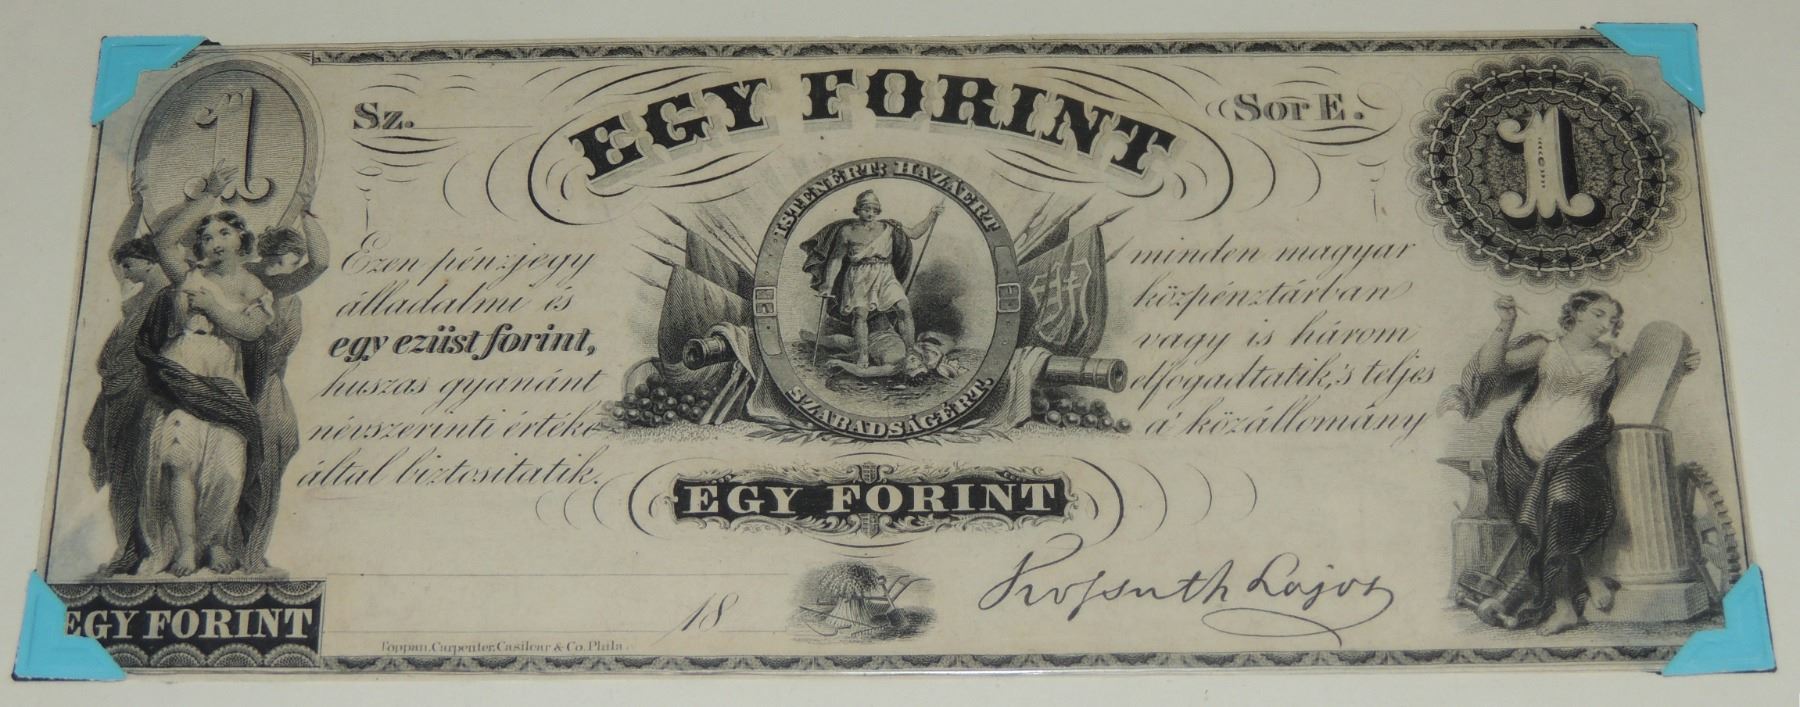 1
Sz.
EGY FORINT
Sor E.
1
ISTENÉRT; HAZÁÉRT
SZABADSÁGÉRT.
Ezen pénzjegy
álladalmi és
egy ezüst forint,
huszas gyanánt
névszerinti értéke
által biztositatik.
minden magyar
közpénztárban
vagy is három
elfogadtatik, 's teljes
a' közállomány
EGY FORINT
EGY FORINT
18
Kossuth Lajos
Toppan, Carpenter, Casilear & Co. Phila